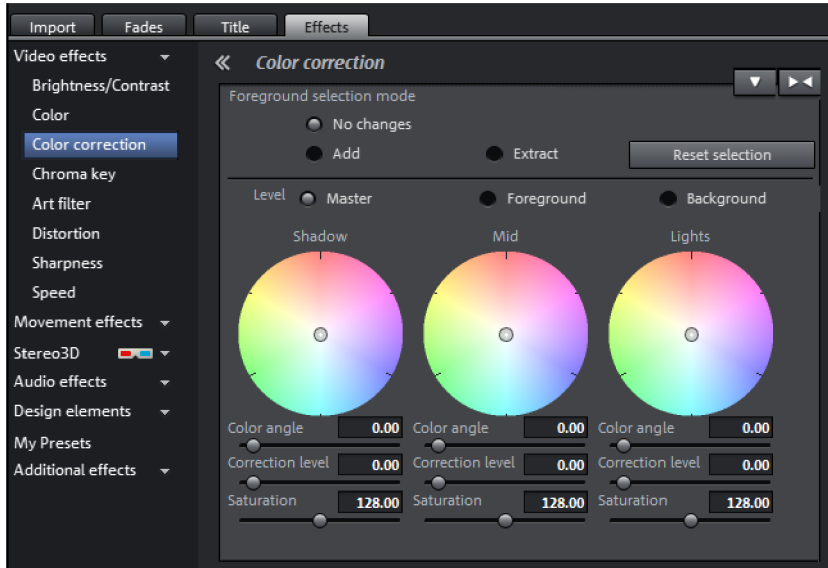 Import Fades Title Effects
Video effects
Brightness/Contrast
Color
Color correction
Chroma key
Art filter
Distortion
Sharpness
Speed
Movement effects
Stereo3D
Audio effects
Design elements
My Presets
Additional effects
Color correction
Foreground selection mode
No changes
Add Extract Reset selection
Level Master Foreground Background
Shadow Mid Lights
Color angle 0.00 Color angle 0.00 Color angle 0.00
Correction level 0.00 Correction level 0.00 Correction level 0.00
Saturation 128.00 Saturation 128.00 Saturation 128.00